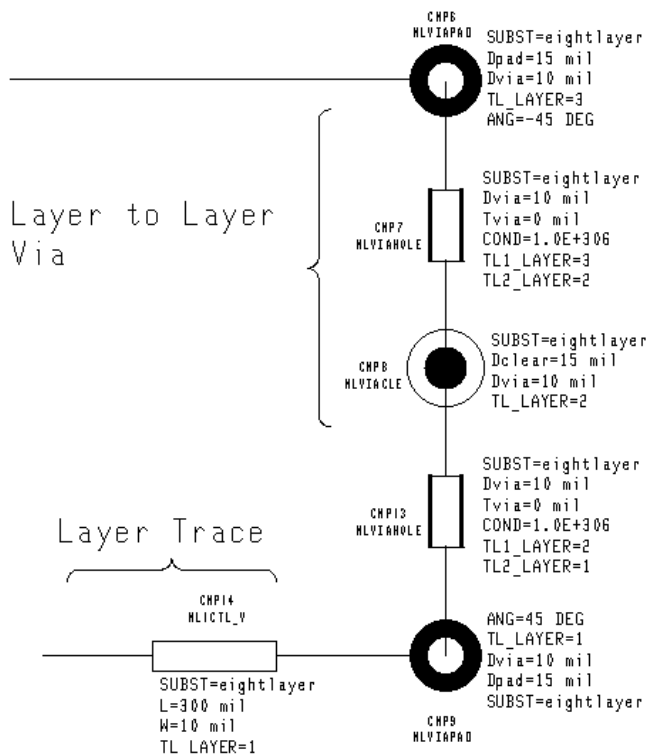 CMP6
MLVIAPAD
SUBST=eightlayer
Dpad=15 mil
Dvia=10 mil
TL_LAYER=3
ANG=-45 DEG
Layer to Layer
Via
CMP7
MLVIAHOLE
SUBST=eightlayer
Dvia=10 mil
Tvia=0 mil
COND=1.0E+306
TL1_LAYER=3
TL2_LAYER=2
CMP8
MLVIACLE
SUBST=eightlayer
Dclear=15 mil
Dvia=10 mil
TL_LAYER=2
CMP13
MLVIAHOLE
SUBST=eightlayer
Dvia=10 mil
Tvia=0 mil
COND=1.0E+306
TL1_LAYER=2
TL2_LAYER=1
Layer Trace
CMP14
MLICTL_V
SUBST=eightlayer
L=300 mil
W=10 mil
TL_LAYER=1
ANG=45 DEG
TL_LAYER=1
Dvia=10 mil
Dpad=15 mil
SUBST=eightlayer
CMP9
MLVIAPAD